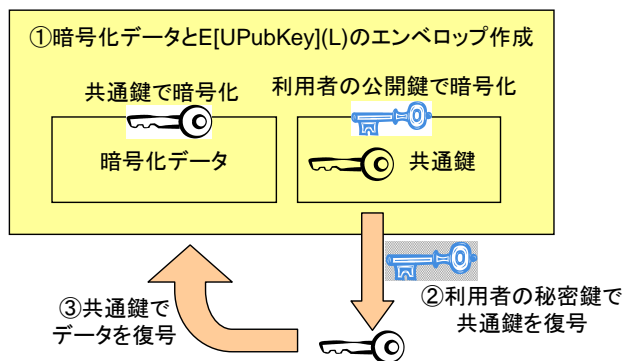 ①暗号化データとE[UPubKey](L)のエンベロップ作成
共通鍵で暗号化
利用者の公開鍵で暗号化
暗号化データ
共通鍵
②利用者の秘密鍵で
共通鍵を復号
③共通鍵で
データを復号